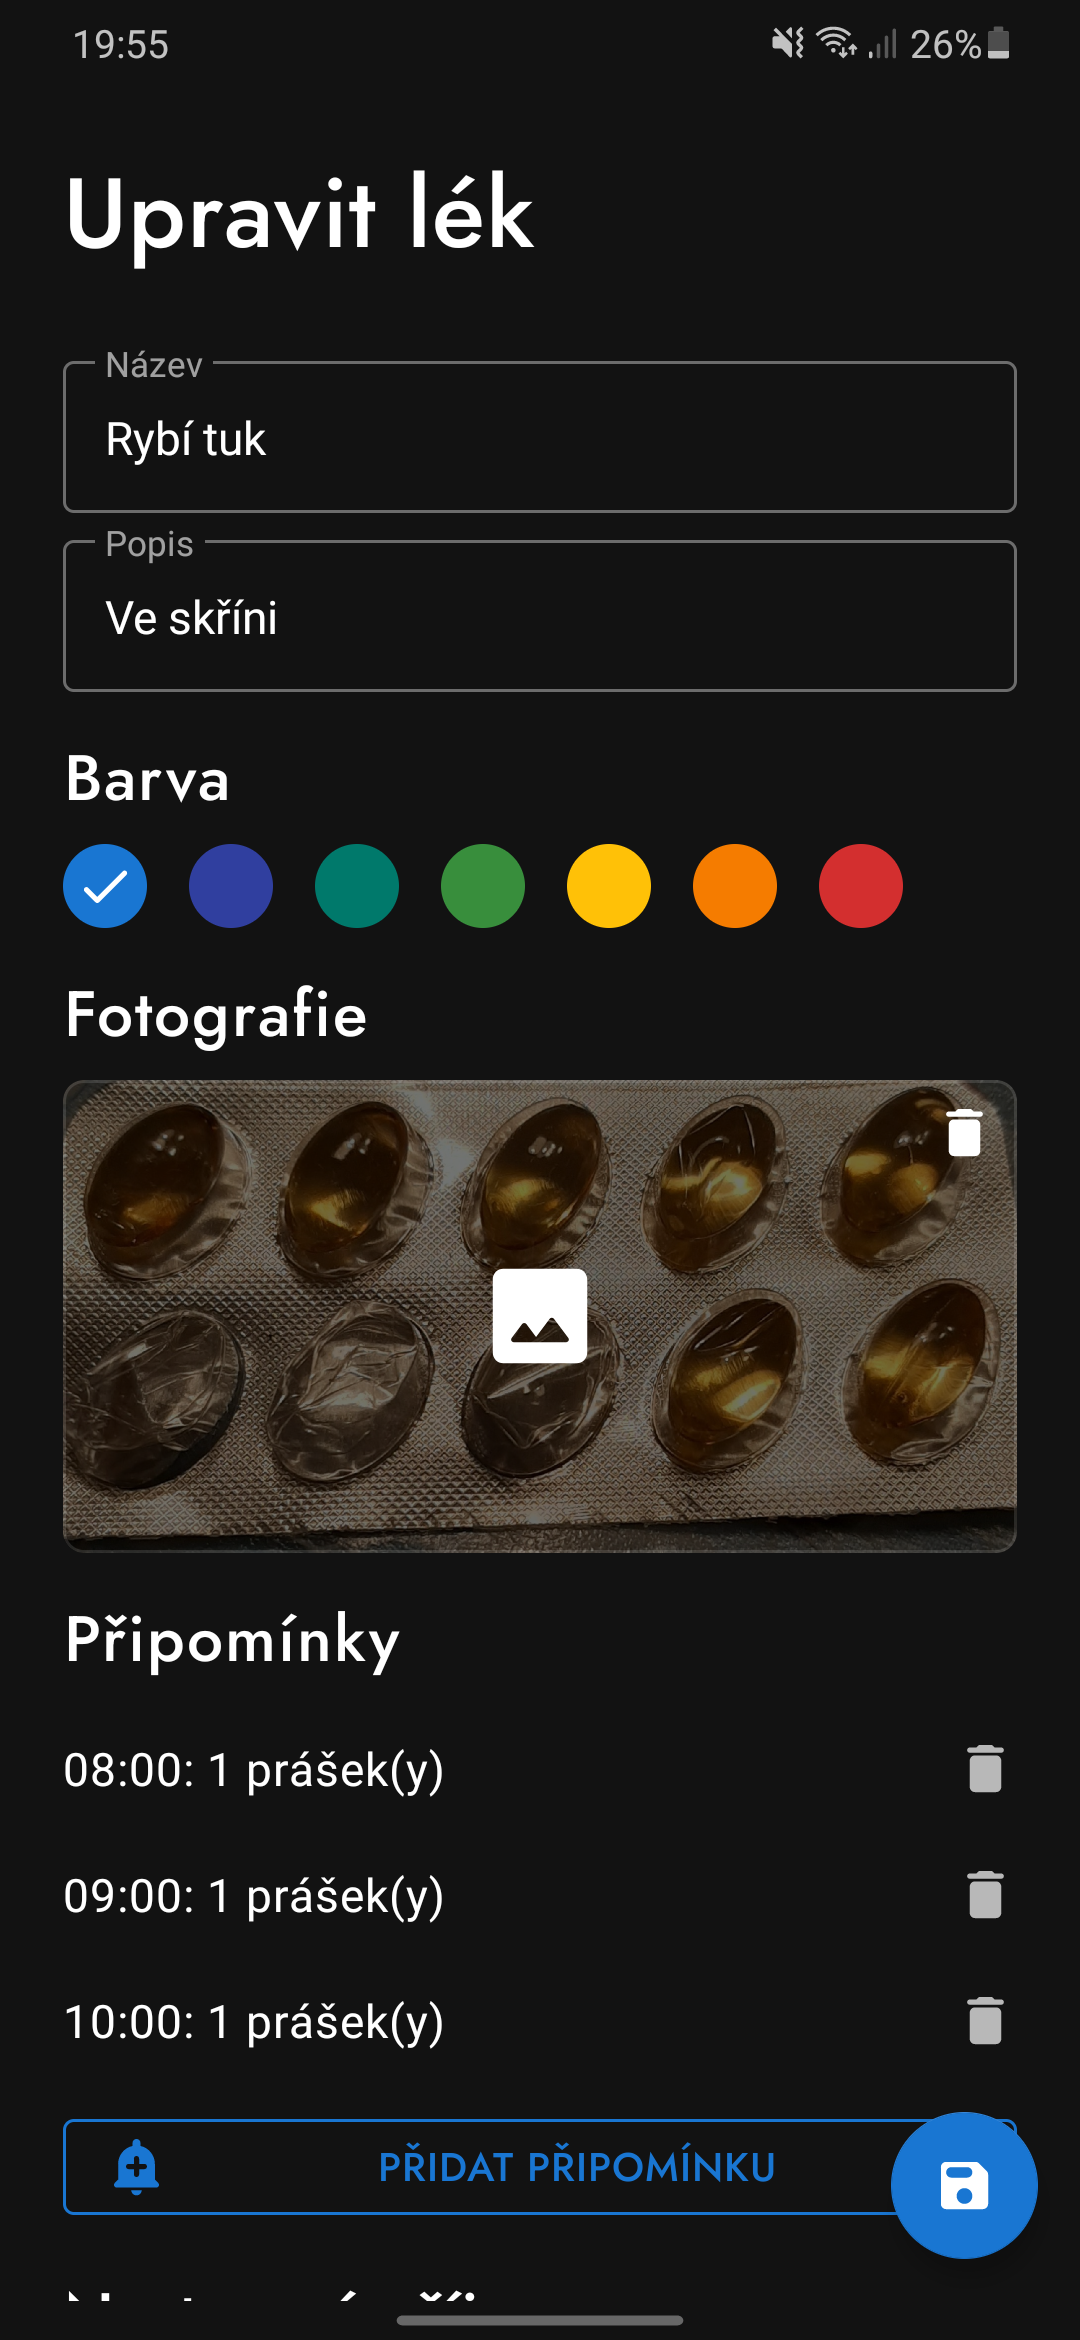 19:55
26%
Upravit lék
Název
Rybí tuk
Popis
Ve skříni
Barva
Fotografie
Připomínky
08:00: 1 prášek(y)
09:00: 1 prášek(y)
10:00: 1 prášek(y)
PŘIDAT PŘIPOMÍNKU